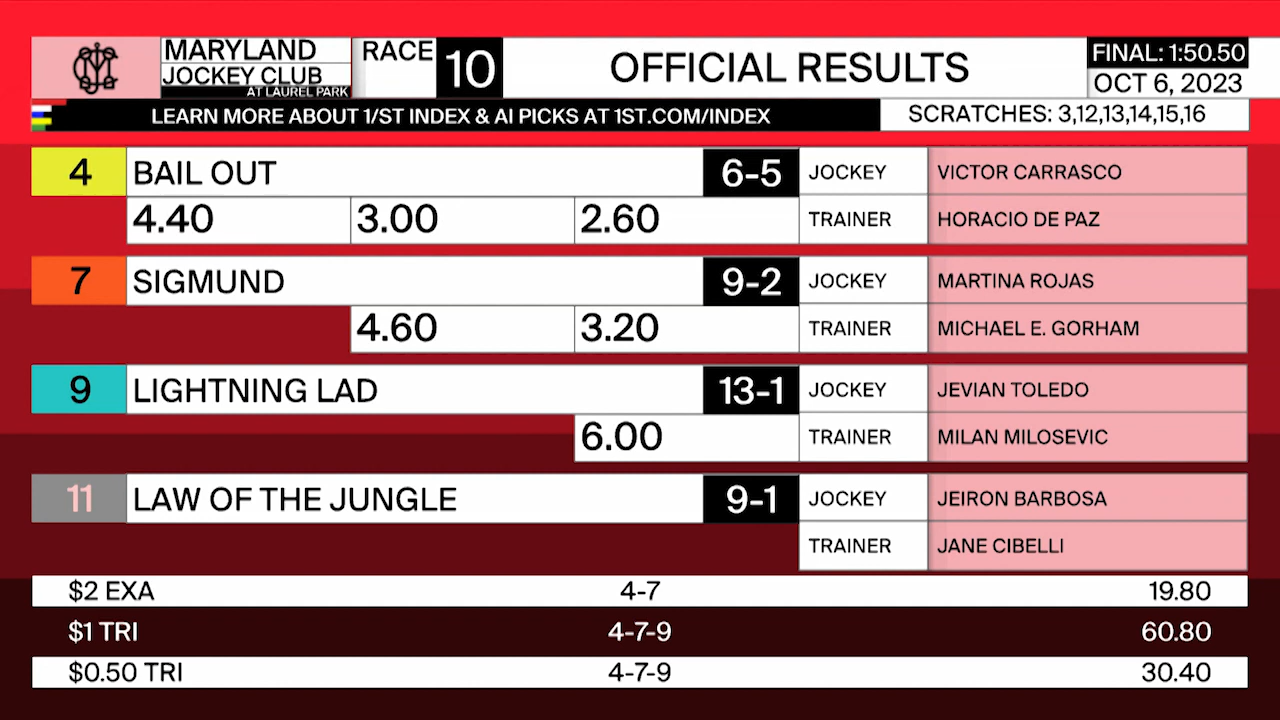 MARYLAND
JOCKEY CLUB
AT LAUREL PARK
RACE 10
OFFICIAL RESULTS
FINAL: 1:50.50
OCT 6, 2023
LEARN MORE ABOUT 1/ST INDEX & AI PICKS AT 1ST.COM/INDEX
SCRATCHES: 3,12,13,14,15,16
4 BAIL OUT 6-5 JOCKEY VICTOR CARRASCO
4.40 3.00 2.60 TRAINER HORACIO DE PAZ
7 SIGMUND 9-2 JOCKEY MARTINA ROJAS
4.60 3.20 TRAINER MICHAEL E. GORHAM
9 LIGHTNING LAD 13-1 JOCKEY JEVIAN TOLEDO
6.00 TRAINER MILAN MILOSEVIC
11 LAW OF THE JUNGLE 9-1 JOCKEY JEIRON BARBOSA
TRAINER JANE CIBELLI
$2 EXA 4-7 19.80
$1 TRI 4-7-9 60.80
$0.50 TRI 4-7-9 30.40